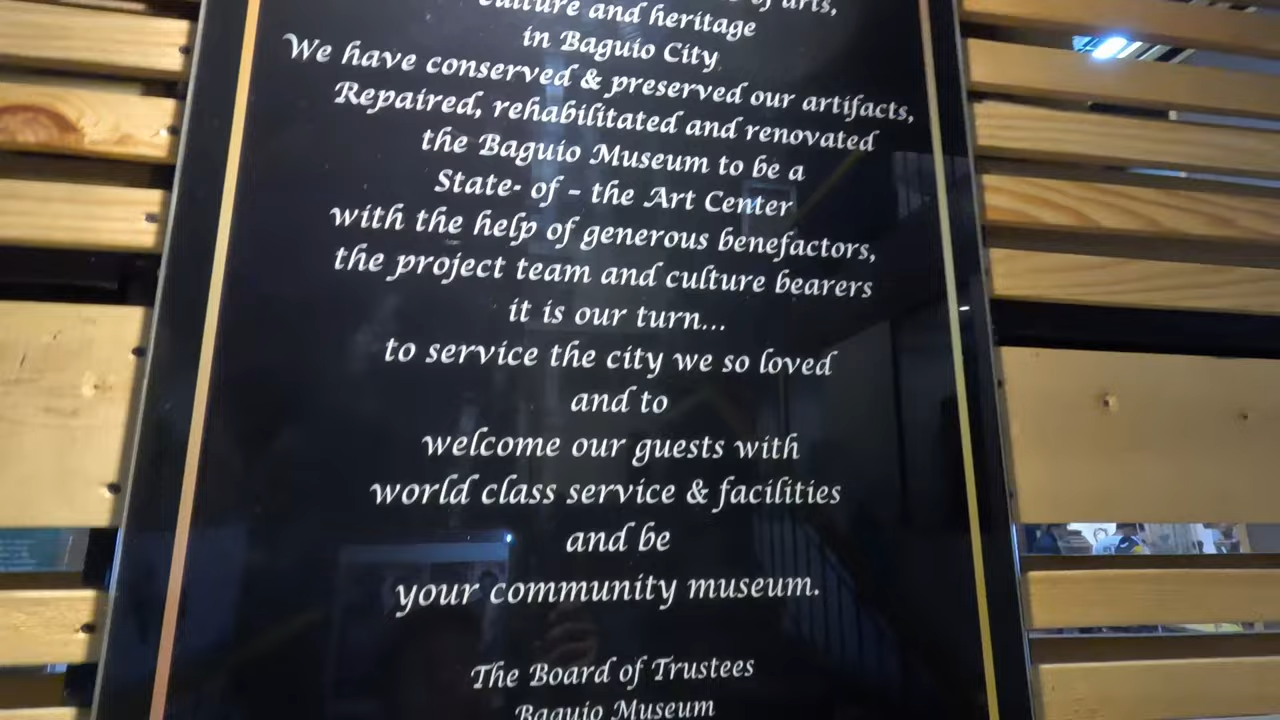 of arts,
culture and heritage
in Baguio City
We have conserved & preserved our artifacts,
Repaired, rehabilitated and renovated
the Baguio Museum to be a
State- of – the Art Center
with the help of generous benefactors,
the project team and culture bearers
it is our turn...
to service the city we so loved
and to
welcome our guests with
world class service & facilities
and be
your community museum.
The Board of Trustees
Baguio Museum